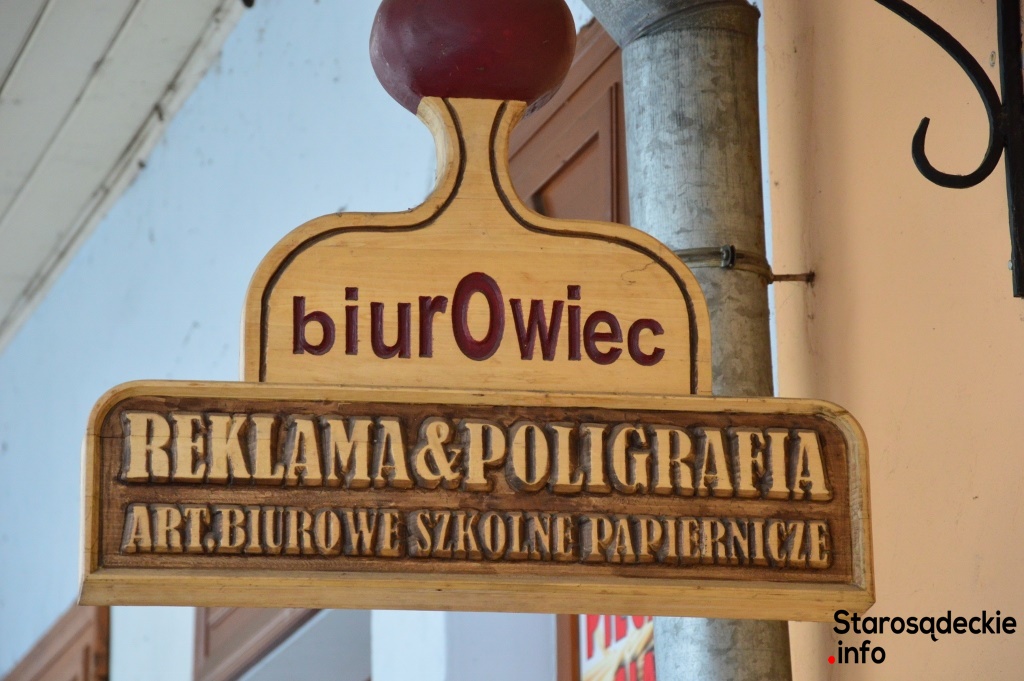 biurOwiec
REKLAMA&POLIGRAFIA
ART.BIUROWE SZKOLNE PAPIERNICZE
Starosądeckie
.info